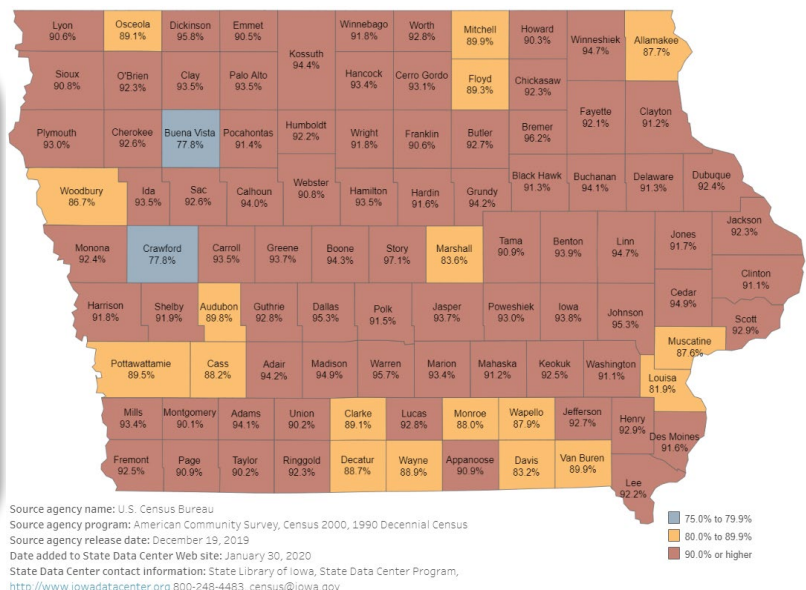 Lyon
90.6%
Osceola
89.1%
Dickinson
95.8%
Emmet
90.5%
Kossuth
94.4%
Winnebago
91.8%
Worth
92.8%
Mitchell
89.9%
Howard
90.3%
Winneshiek
94.7%
Allamakee
87.7%
Sioux
90.8%
O'Brien
92.3%
Clay
93.5%
Palo Alto
93.5%
Hancock
93.4%
Cerro Gordo
93.1%
Floyd
89.3%
Chickasaw
92.3%
Plymouth
93.0%
Cherokee
92.6%
Buena Vista
77.8%
Pocahontas
91.4%
Humboldt
92.2%
Wright
91.8%
Franklin
90.6%
Butler
92.7%
Bremer
96.2%
Fayette
92.1%
Clayton
91.2%
Woodbury
86.7%
Ida
93.5%
Sac
92.6%
Calhoun
94.0%
Webster
90.8%
Hamilton
93.5%
Hardin
91.6%
Grundy
94.2%
Black Hawk
91.3%
Buchanan
94.1%
Delaware
91.3%
Dubuque
92.4%
Monona
92.4%
Crawford
77.8%
Carroll
93.5%
Greene
93.7%
Boone
94.3%
Story
97.1%
Marshall
83.6%
Tama
90.9%
Benton
93.9%
Linn
94.7%
Jones
91.7%
Jackson
92.3%
Clinton
91.1%
Harrison
91.8%
Shelby
91.9%
Audubon
89.8%
Guthrie
92.8%
Dallas
95.3%
Polk
91.5%
Jasper
93.7%
Poweshiek
93.0%
Iowa
93.8%
Johnson
95.3%
Cedar
94.9%
Scott
92.9%
Muscatine
87.6%
Pottawattamie
89.5%
Cass
88.2%
Adair
94.2%
Madison
94.9%
Warren
95.7%
Marion
93.4%
Mahaska
91.2%
Keokuk
92.5%
Washington
91.1%
Louisa
81.9%
Mills
93.4%
Montgomery
90.1%
Adams
94.1%
Union
90.2%
Clarke
89.1%
Lucas
92.8%
Monroe
88.0%
Wapello
87.9%
Jefferson
92.7%
Henry
92.9%
Des Moines
91.6%
Fremont
92.5%
Page
90.9%
Taylor
90.2%
Ringgold
92.3%
Decatur
88.7%
Wayne
88.9%
Appanoose
90.9%
Davis
83.2%
Van Buren
89.9%
Lee
92.2%
Source agency name: U.S. Census Bureau
Source agency program: American Community Survey, Census 2000, 1990 Decennial Census
Source agency release date: December 19, 2019
Date added to State Data Center Web site: January 30, 2020
State Data Center contact information: State Library of Iowa, State Data Center Program,
http://www.iowadatacenter.org 800-248-4483, census@iowa.gov
75.0% to 79.9%
80.0% to 89.9%
90.0% or higher